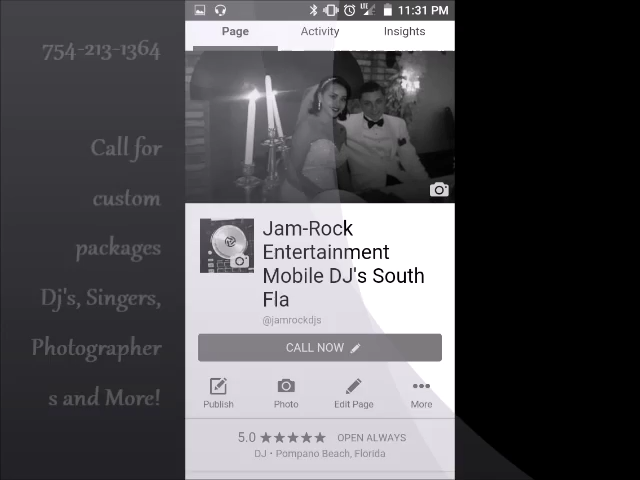 11:31 PM
Page Activity Insights
754-213-1364
Call for
custom
packages
Dj's, Singers,
Photographer
s and More!
Jam-Rock
Entertainment
Mobile DJ's South
Fla
@jamrockdjs
CALL NOW
Publish Photo Edit Page More
5.0 ★★★★★ OPEN ALWAYS
DJ • Pompano Beach, Florida